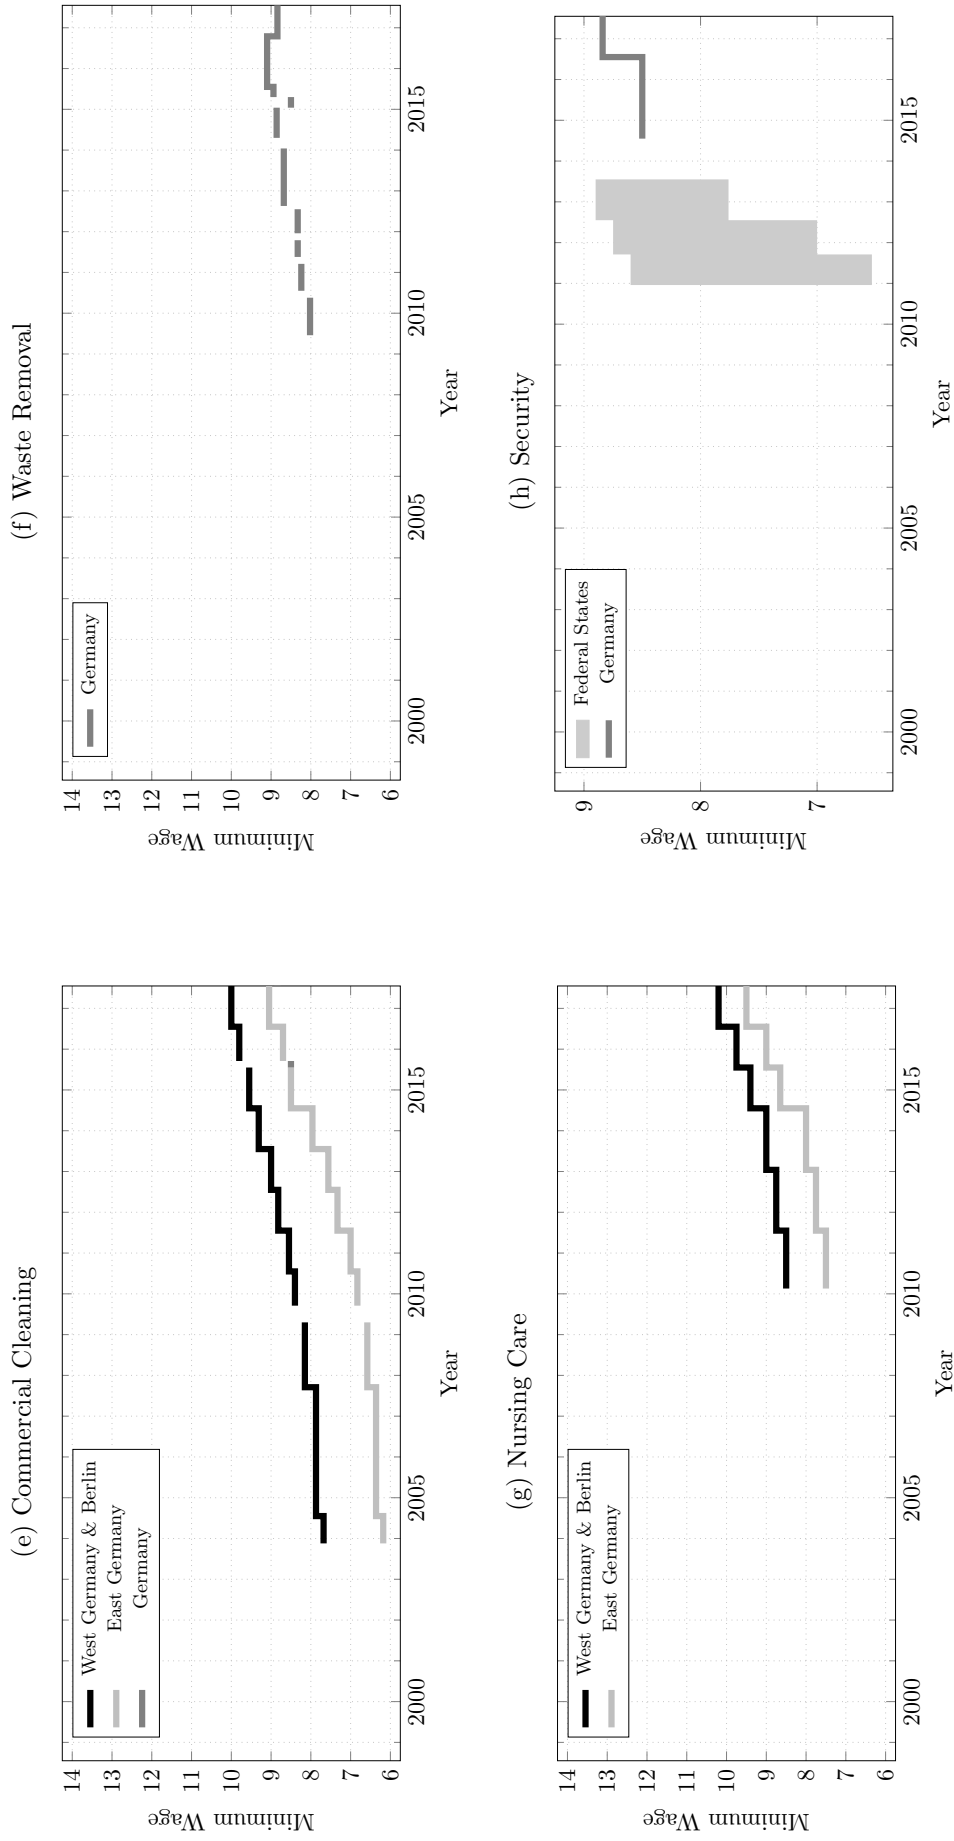 (e) Commercial Cleaning
West Germany & Berlin
East Germany
Germany
14
13
12
11
10
9
8
7
6
Minimum Wage
2000
2005
2010
2015
Year
(f) Waste Removal
Germany
14
13
12
11
10
9
8
7
6
Minimum Wage
2000
2005
2010
2015
Year
(g) Nursing Care
West Germany & Berlin
East Germany
14
13
12
11
10
9
8
7
6
Minimum Wage
2000
2005
2010
2015
Year
(h) Security
Federal States
Germany
9
8
7
Minimum Wage
2000
2005
2010
2015
Year